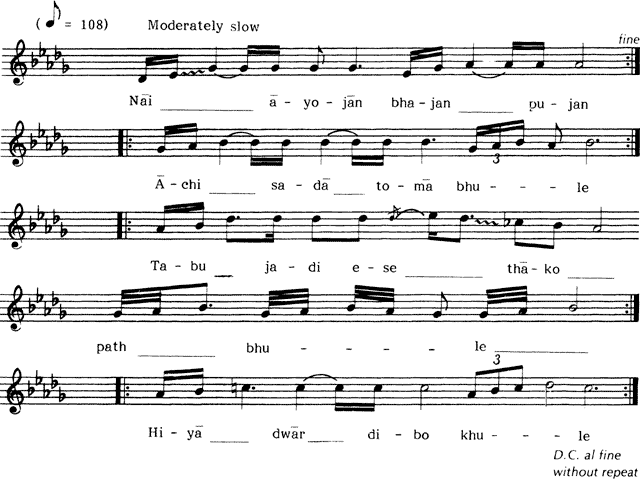 (♪ = 108) Moderately slow
fine
Nāi ā - yo - jān bha - jan pu - jan
3
Ā - chi sa - dā to - mā bhu - - - le
Ta - bu ja - di e - se thā - ko
path bhu - - - - - le
3
Hi - yā dwār di - bo khu - - - le
D.C. al fine
without repeat